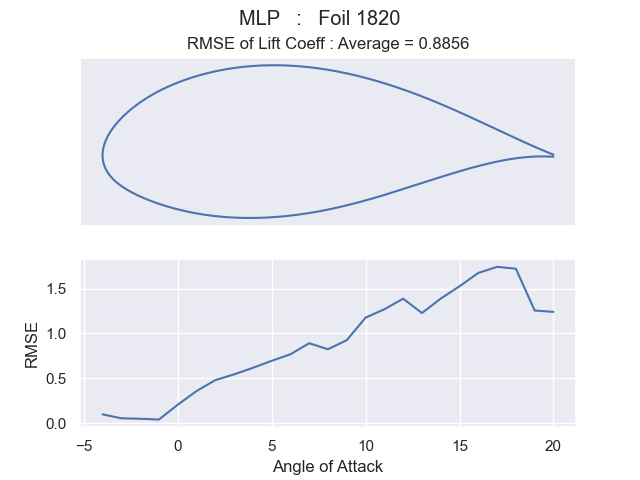 MLP   :   Foil 1820
RMSE of Lift Coeff : Average = 0.8856
1.5
1.0
0.5
0.0
RMSE
−5 0 5 10 15 20
Angle of Attack